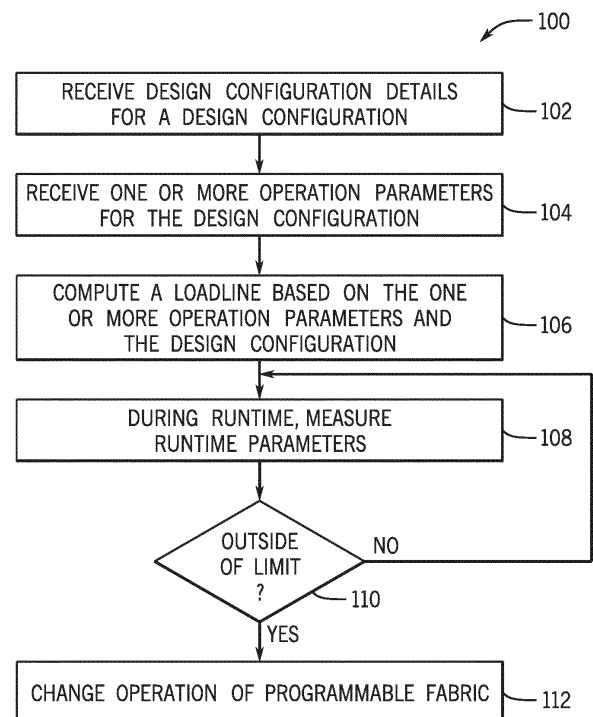 100
RECEIVE DESIGN CONFIGURATION DETAILS
FOR A DESIGN CONFIGURATION
102
RECEIVE ONE OR MORE OPERATION PARAMETERS
FOR THE DESIGN CONFIGURATION
104
COMPUTE A LOADLINE BASED ON THE ONE
OR MORE OPERATION PARAMETERS AND
THE DESIGN CONFIGURATION
106
DURING RUNTIME, MEASURE
RUNTIME PARAMETERS
108
OUTSIDE
OF LIMIT
?
NO
110
YES
CHANGE OPERATION OF PROGRAMMABLE FABRIC
112